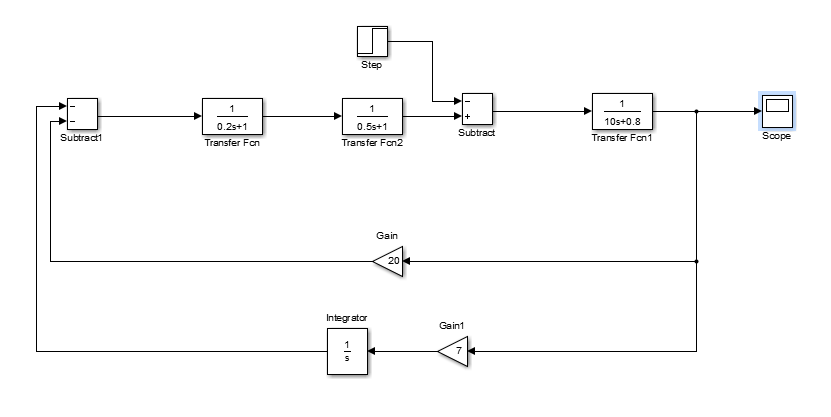 Step
−
−
Subtract1
1
0.2s+1
Transfer Fcn
1
0.5s+1
Transfer Fcn2
−
+
Subtract
1
10s+0.8
Transfer Fcn1
Scope
Gain
20
Integrator
1
s
Gain1
7